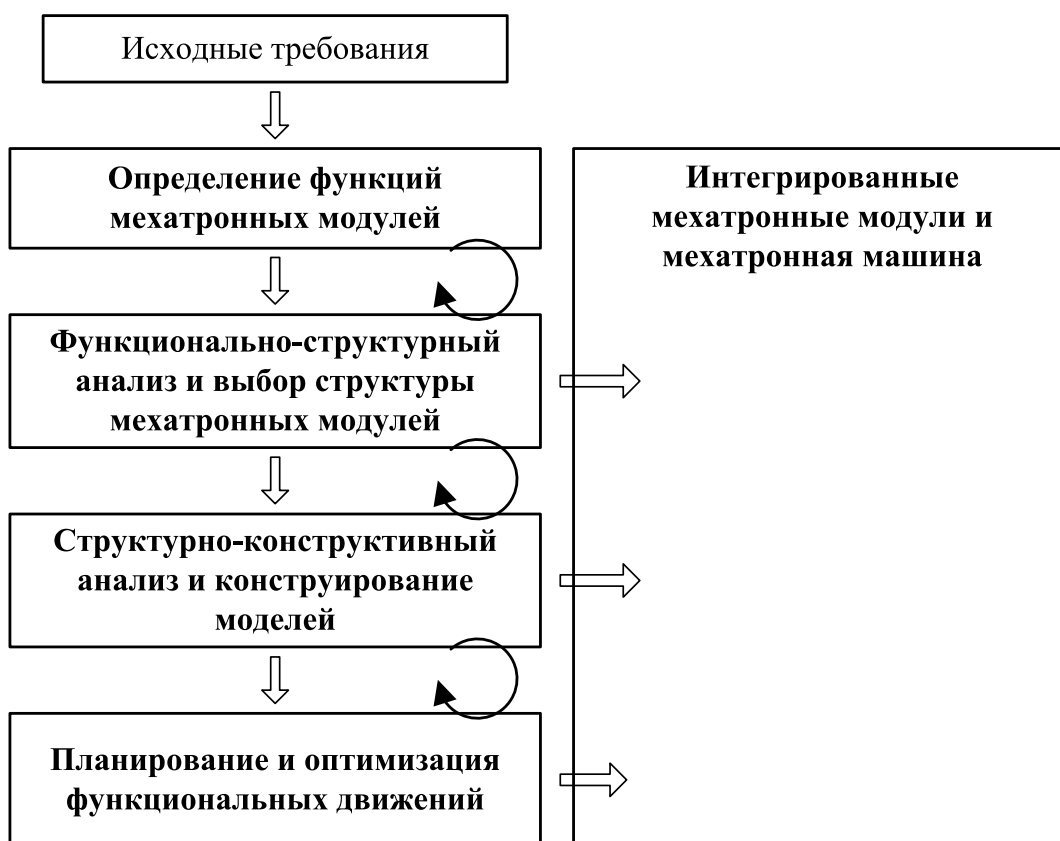 Исходные требования
Определение функций
мехатронных модулей
Интегрированные
мехатронные модули и
мехатронная машина
Функционально-структурный
анализ и выбор структуры
мехатронных модулей
Структурно-конструктивный
анализ и конструирование
моделей
Планирование и оптимизация
функциональных движений